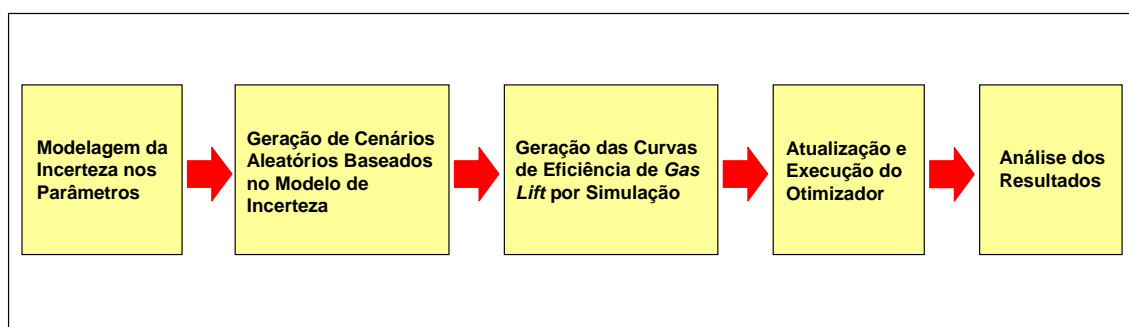 Modelagem da
Incerteza nos
Parâmetros
Geração de Cenários
Aleatórios Baseados
no Modelo de
Incerteza
Geração das Curvas
de Eficiência de Gas
Lift por Simulação
Atualização e
Execução do
Otimizador
Análise dos
Resultados